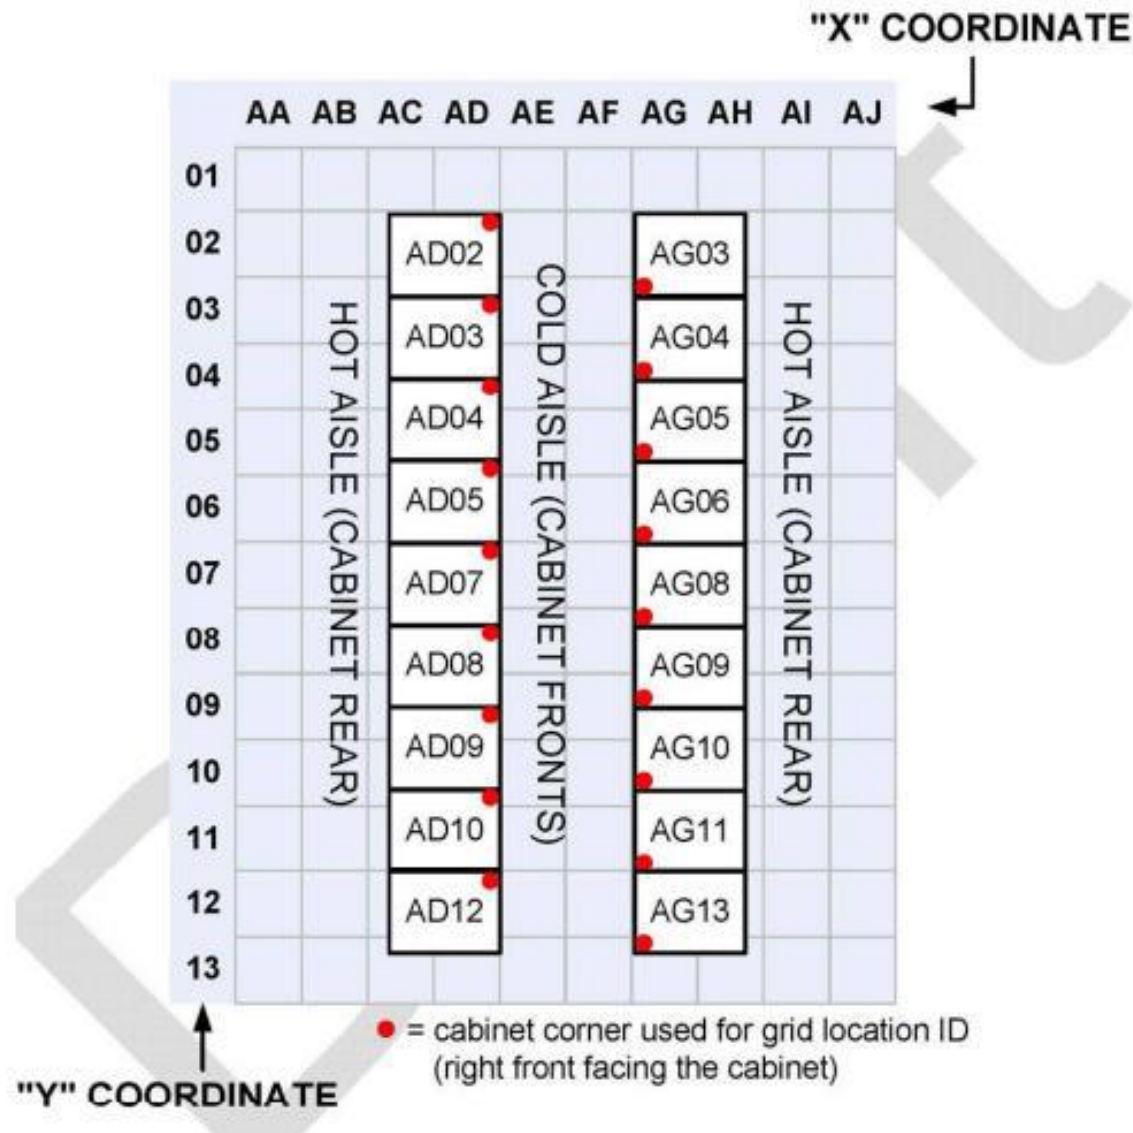 "X" COORDINATE
AA AB AC AD AE AF AG AH AI AJ
01
02
03
04
05
06
07
08
09
10
11
12
13
HOT AISLE (CABINET REAR)
AD02
AD03
AD04
AD05
AD07
AD08
AD09
AD10
AD12
COLD AISLE (CABINET FRONTS)
AG03
AG04
AG05
AG06
AG08
AG09
AG10
AG11
AG13
HOT AISLE (CABINET REAR)
= cabinet corner used for grid location ID
(right front facing the cabinet)
"Y" COORDINATE